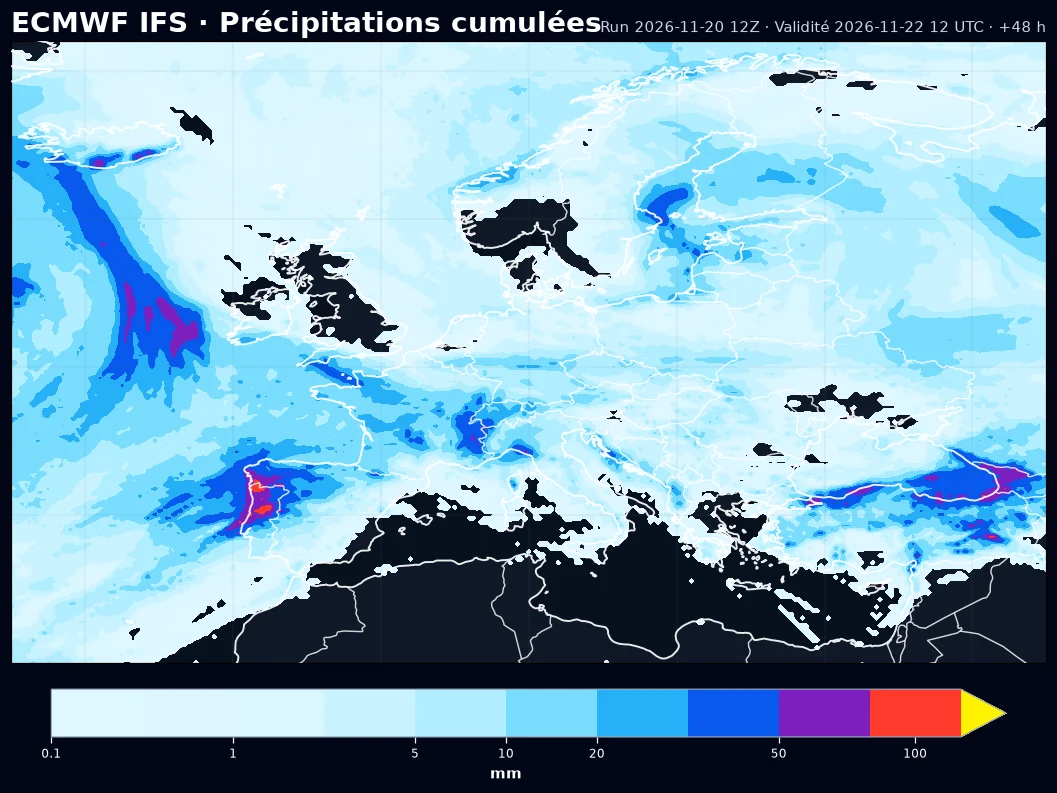 ECMWF IFS · Précipitations cumulées
Run 2026-11-20 12Z · Validité 2026-11-22 12 UTC · +48 h
0.1 1 5 10 20 50 100
mm